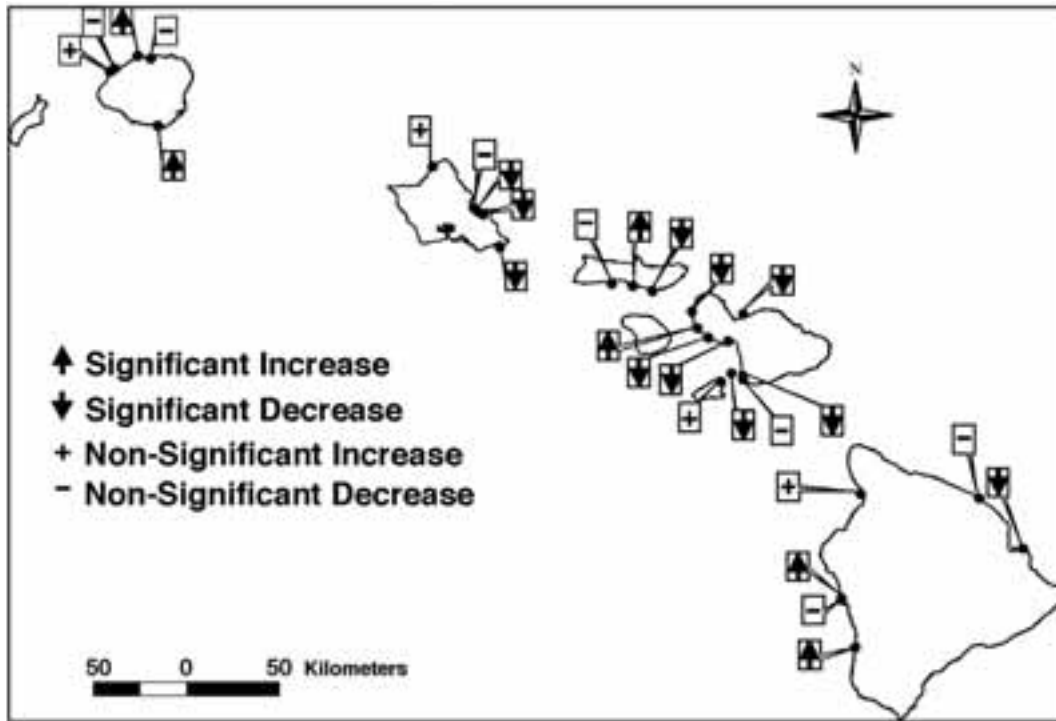 N
Significant Increase
Significant Decrease
+ Non-Significant Increase
- Non-Significant Decrease
50 0 50 Kilometers